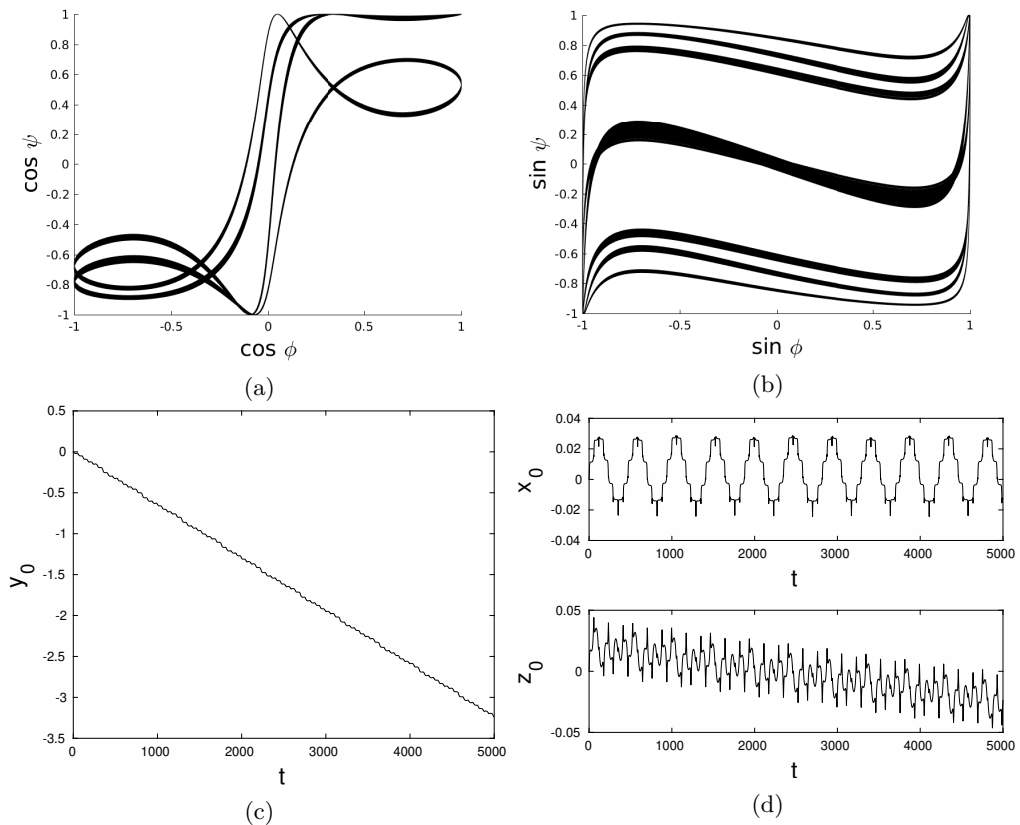 1
0.8
0.6
0.4
0.2
0
-0.2
-0.4
-0.6
-0.8
-1
cos ψ
-1 -0.5 0 0.5 1
cos ϕ
(a)
1
0.8
0.6
0.4
0.2
0
-0.2
-0.4
-0.6
-0.8
-1
sin ψ
-1 -0.5 0 0.5 1
sin ϕ
(b)
0.5
0
-0.5
-1
-1.5
-2
-2.5
-3
-3.5
y0
0 1000 2000 3000 4000 5000
t
(c)
0.04
0.02
0
-0.02
-0.04
x0
0 1000 2000 3000 4000 5000
t
0.05
0
-0.05
z0
0 1000 2000 3000 4000 5000
t
(d)